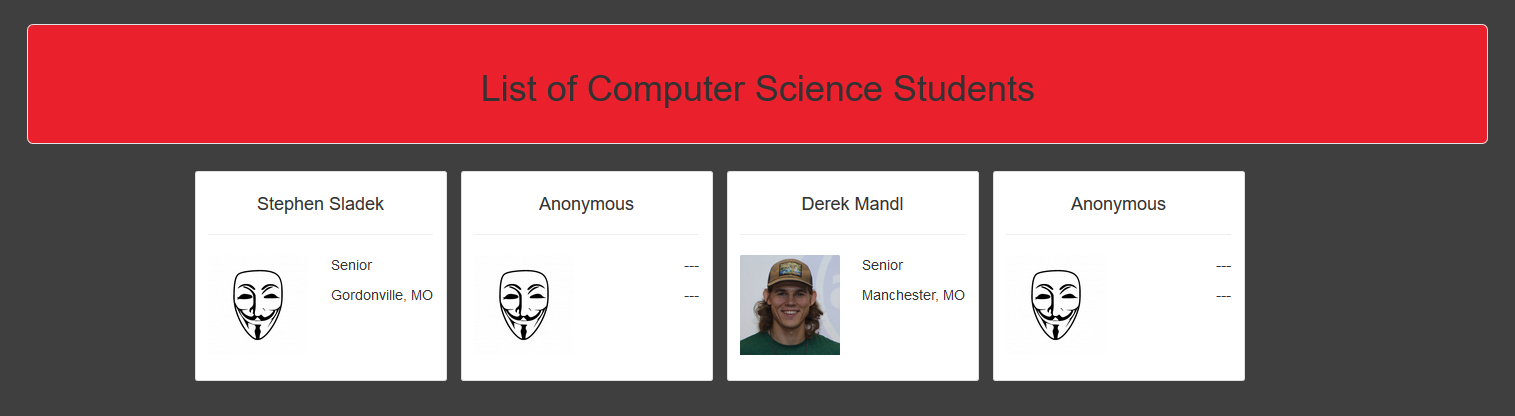 List of Computer Science Students
Stephen Sladek
Senior
Gordonville, MO
Anonymous
---
---
Derek Mandl
Senior
Manchester, MO
Anonymous
---
---